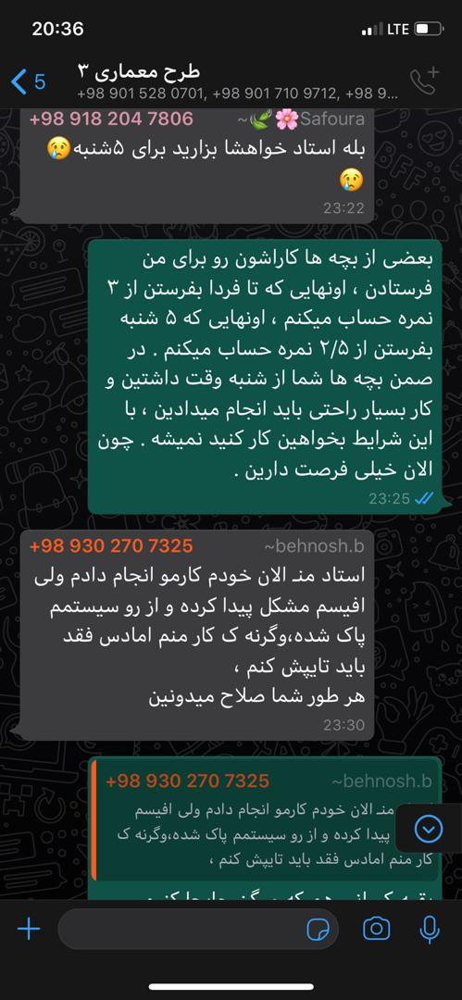 20:36
LTE
5
طرح معماری ۳
+98 901 528 0701, +98 901 710 9712, +98 9...
+98 918 204 7806 ~🌿🌸Safoura
بله استاد خواهشا بزارید برای ۵شنبه😢
😢
23:22
بعضی از بچه ها کاراشون رو برای من
فرستادن ، اونهایی که تا فردا بفرستن از ۳
نمره حساب میکنم ، اونهایی که ۵ شنبه
بفرستن از ۲/۵ نمره حساب میکنم . در
صمن بچه ها شما از شنبه وقت داشتین و
کار بسیار راحتی باید انجام میدادین ، با
این شرایط بخواهین کار کنید نمیشه . چون
الان خیلی فرصت دارین .
23:25
+98 930 270 7325 ~behnosh.b
استاد منـ الان خودم کارمو انجام دادم ولی
افیسم مشکل پیدا کرده و از رو سیستمم
پاک شده،وگرنه ک کار منم امادس فقد
باید تایپش کنم ،
هر طور شما صلاح میدونین
23:30
+98 930 270 7325 ~behnosh.b
منـ الان خودم کارمو انجام دادم ولی افیسم
پیدا کرده و از رو سیستمم پاک شده،وگرنه ک
کار منم امادس فقد باید تایپش کنم ،